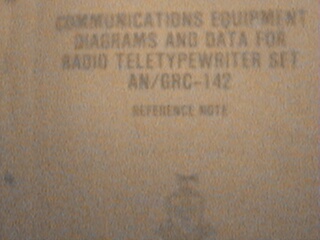 COMMUNICATIONS EQUIPMENT
DIAGRAMS AND DATA FOR
RADIO TELETYPEWRITER SET
AN/GRC-142
REFERENCE NOTE